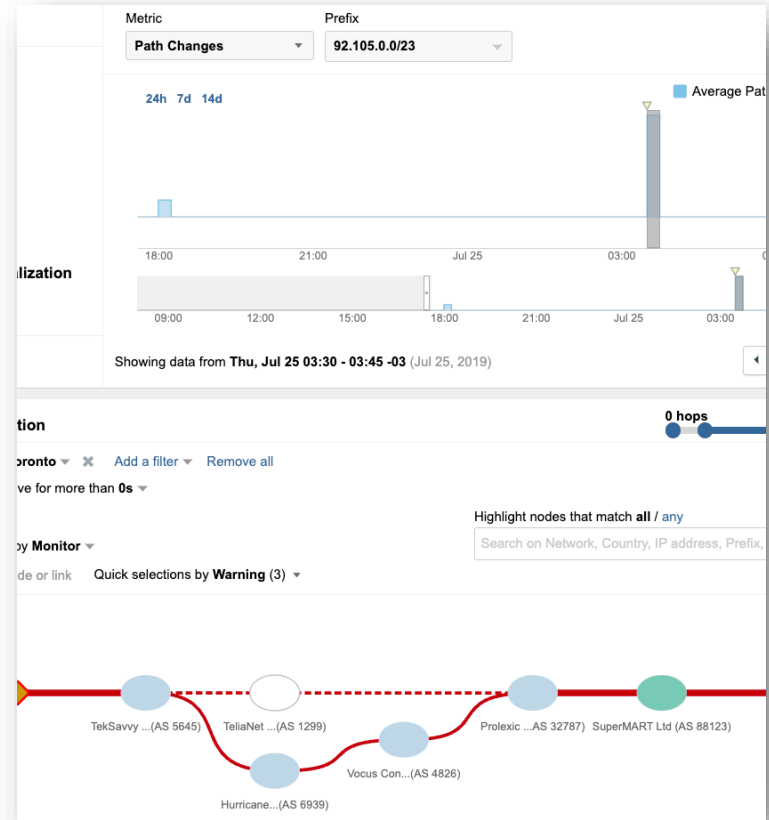 Metric
Prefix
Path Changes
92.105.0.0/23
24h 7d 14d
Average Pat
18:00 21:00 Jul 25 03:00
lization
09:00 12:00 15:00 18:00 21:00 Jul 25 03:00
Showing data from Thu, Jul 25 03:30 - 03:45 -03 (Jul 25, 2019)
tion
0 hops
oronto Add a filter Remove all
ve for more than 0s
Highlight nodes that match all / any
by Monitor
Search on Network, Country, IP address, Prefix,
de or link Quick selections by Warning (3)
TekSavvy ...(AS 5645) TeliaNet ...(AS 1299) Prolexic ...AS 32787) SuperMART Ltd (AS 88123)
Vocus Con...(AS 4826)
Hurricane...(AS 6939)